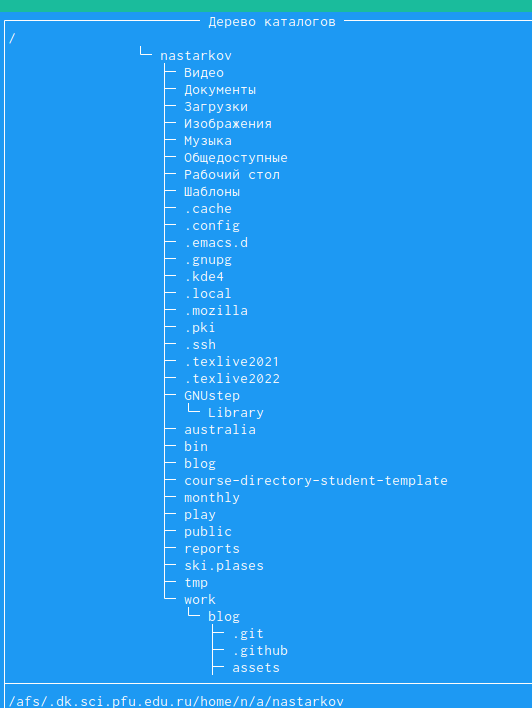 Дерево каталогов
/
nastarkov
Видео
Документы
Загрузки
Изображения
Музыка
Общедоступные
Рабочий стол
Шаблоны
.cache
.config
.emacs.d
.gnupg
.kde4
.local
.mozilla
.pki
.ssh
.texlive2021
.texlive2022
GNUstep
Library
australia
bin
blog
course-directory-student-template
monthly
play
public
reports
ski.plases
tmp
work
blog
.git
.github
assets
/afs/.dk.sci.pfu.edu.ru/home/n/a/nastarkov